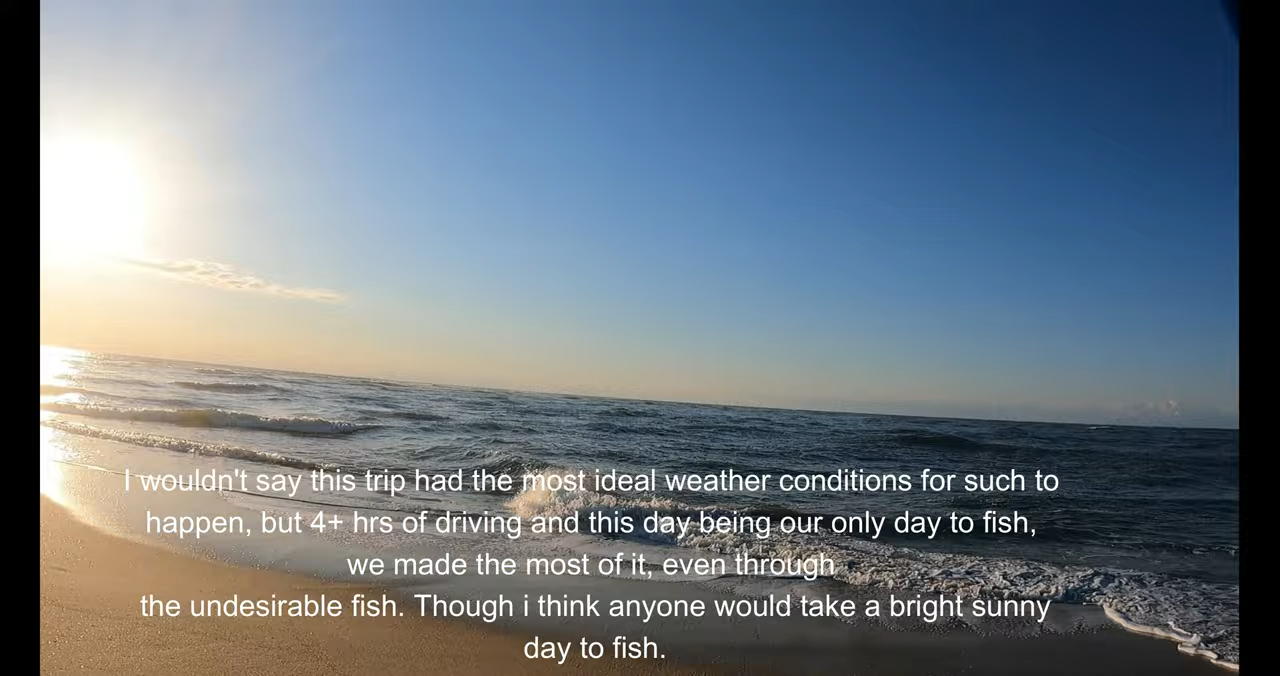 I wouldn't say this trip had the most ideal weather conditions for such to
happen, but 4+ hrs of driving and this day being our only day to fish,
we made the most of it, even through
the undesirable fish. Though i think anyone would take a bright sunny
day to fish.